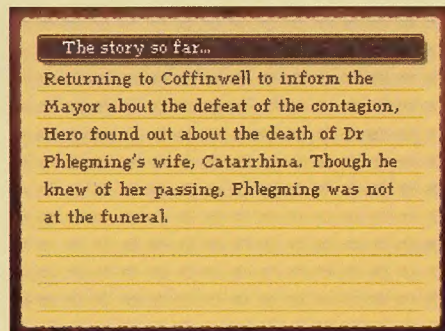 The story so far...
Returning to Coffinwell to inform the
Mayor about the defeat of the contagion,
Hero found out about the death of Dr
Phlegming's wife, Catarrhina. Though he
knew of her passing, Phlegming was not
at the funeral.